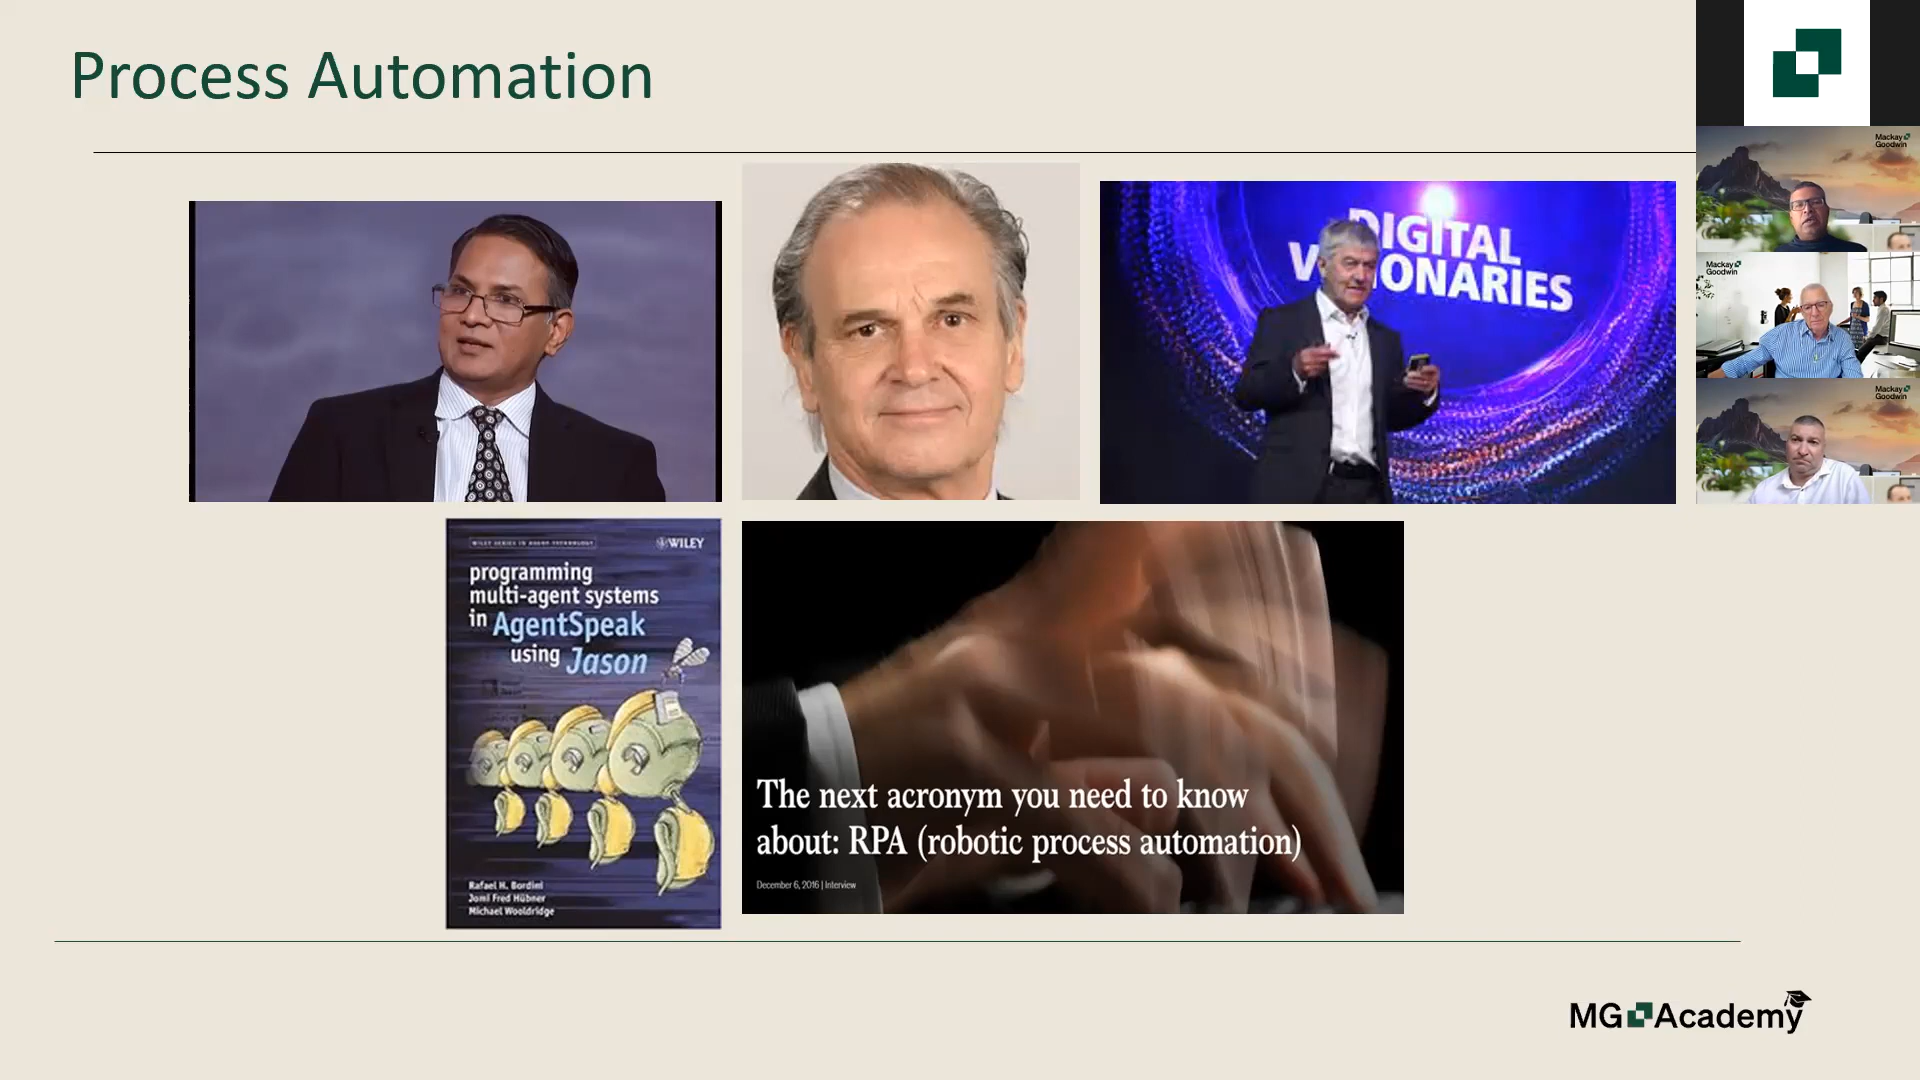 Process Automation
DIGITAL
VISIONARIES
Mackay
Goodwin
Mackay
Goodwin
Mackay
Goodwin
WILEY SERIES IN AGENT TECHNOLOGY
WILEY
programming
multi-agent systems
in AgentSpeak
using Jason
Rafael H. Bordini
Jomi Fred Hübner
Michael Wooldridge
The next acronym you need to know
about: RPA (robotic process automation)
December 6, 2016 | Interview
MG Academy